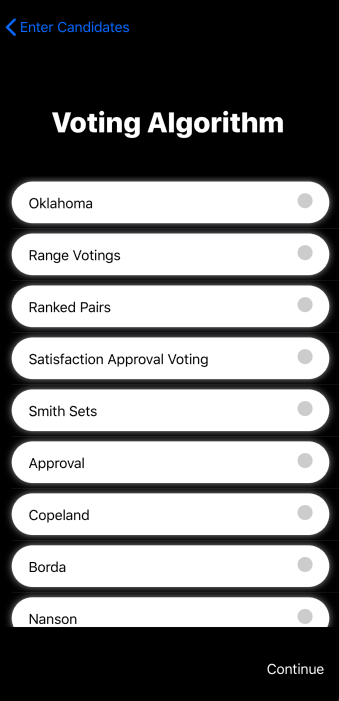 Enter Candidates
Voting Algorithm
Oklahoma
Range Votings
Ranked Pairs
Satisfaction Approval Voting
Smith Sets
Approval
Copeland
Borda
Nanson
Continue